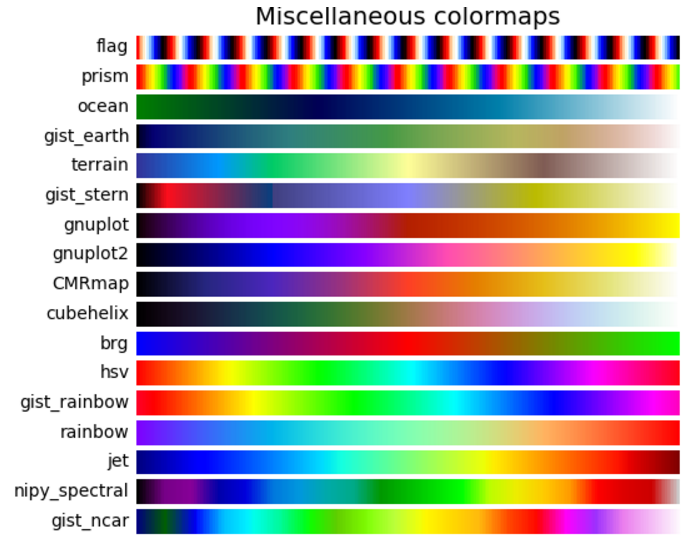 Miscellaneous colormaps
flag
prism
ocean
gist_earth
terrain
gist_stern
gnuplot
gnuplot2
CMRmap
cubehelix
brg
hsv
gist_rainbow
rainbow
jet
nipy_spectral
gist_ncar